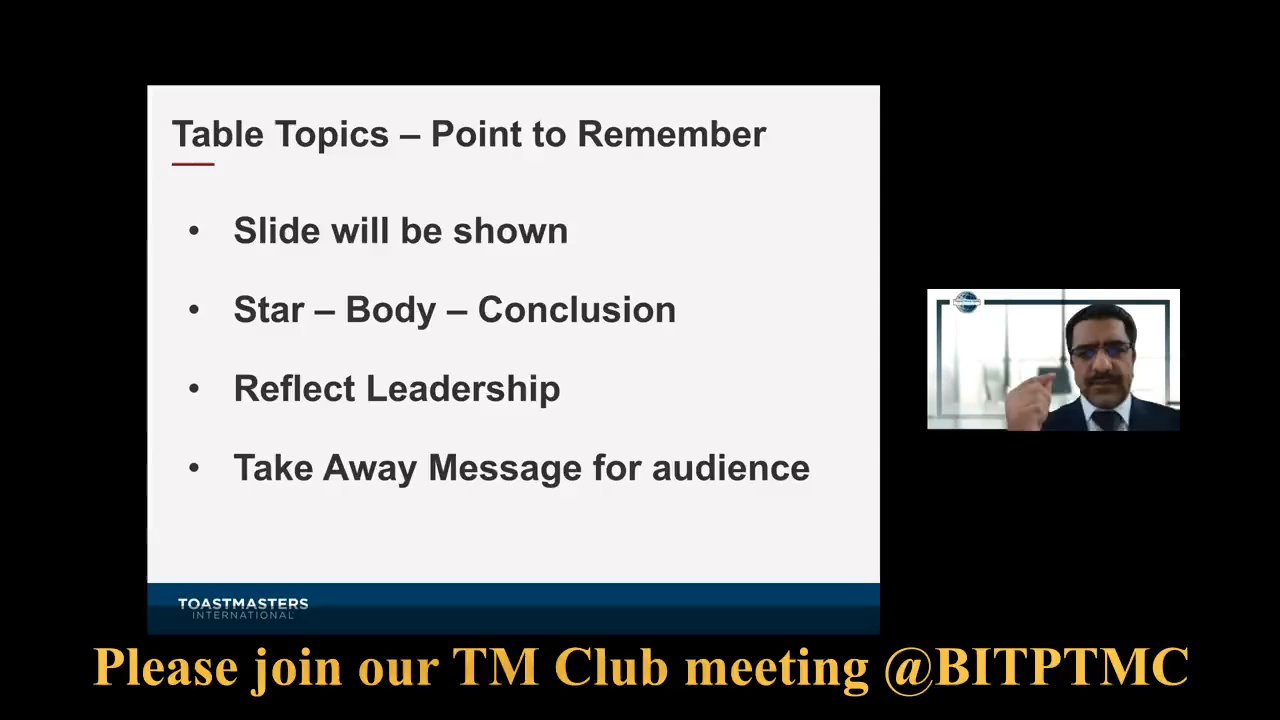 Table Topics – Point to Remember
• Slide will be shown
• Star – Body – Conclusion
• Reflect Leadership
• Take Away Message for audience
TOASTMASTERS
INTERNATIONAL
Please join our TM Club meeting @BITPTMC